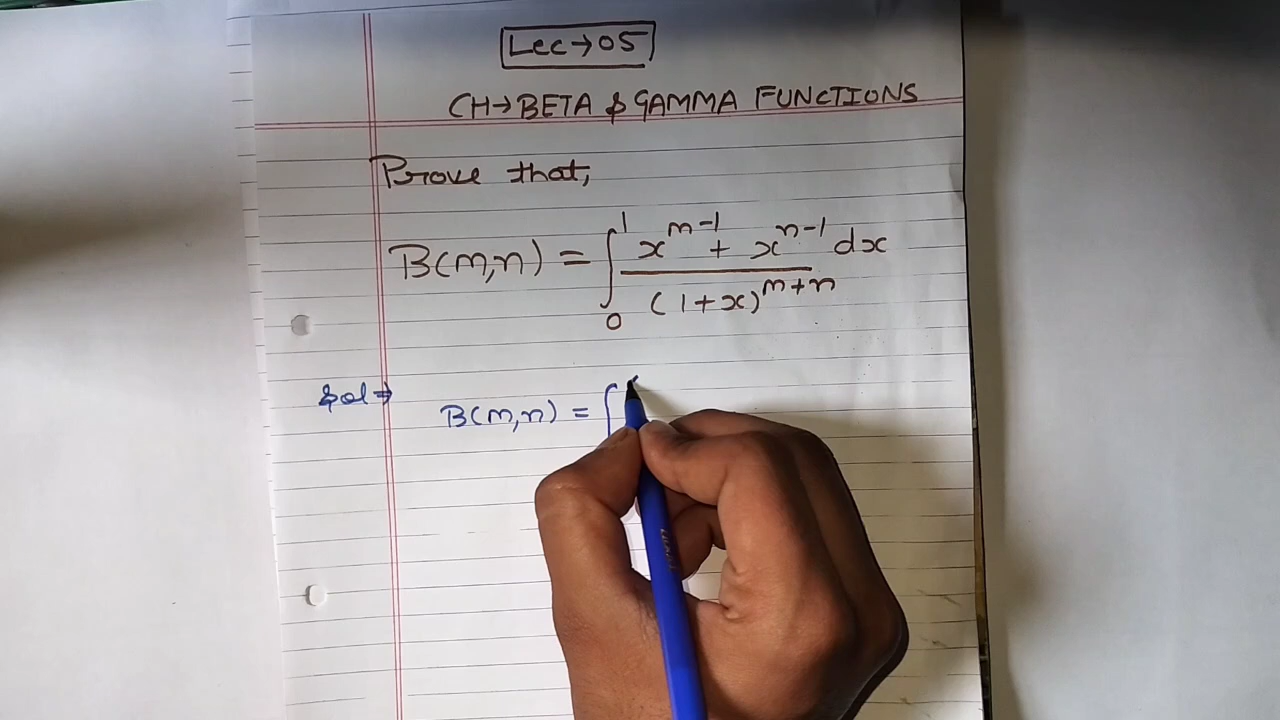 Lec→05
CH→BETA & GAMMA FUNCTIONS
Prove that,
B(m,n) = ∫₀¹ (x^(m-1) + x^(n-1))/(1+x)^(m+n) dx
Sol→ B(m,n) = ∫